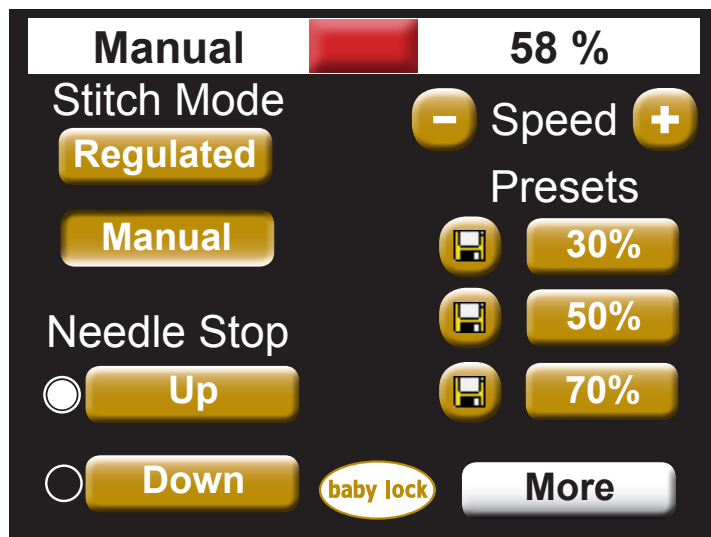 Manual
58 %
Stitch Mode
Regulated
Manual
- Speed +
Presets
30%
50%
70%
Needle Stop
Up
Down
baby lock
More